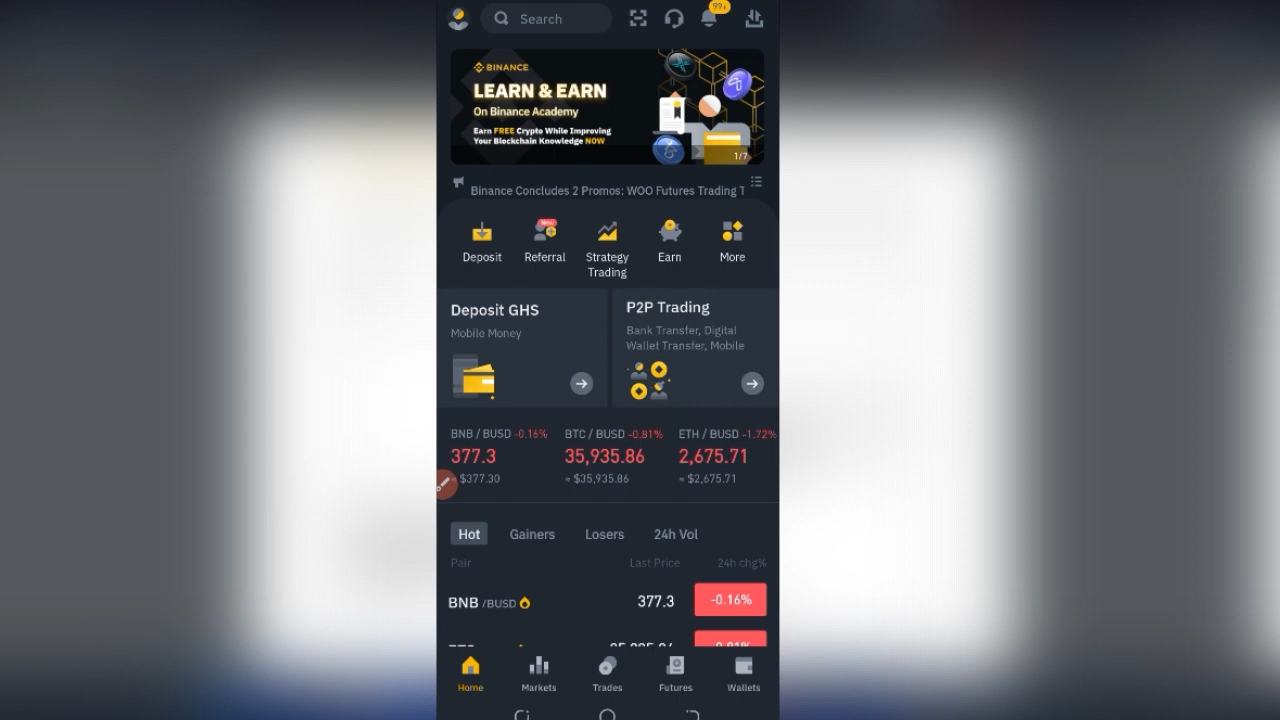 99+
Search
BINANCE
LEARN & EARN
On Binance Academy
Earn FREE Crypto While Improving
Your Blockchain Knowledge NOW
1/7
Binance Concludes 2 Promos: WOO Futures Trading T
New
Deposit
Referral
Strategy
Trading
Earn
More
Deposit GHS
Mobile Money
P2P Trading
Bank Transfer, Digital
Wallet Transfer, Mobile
BNB / BUSD -0.16%
377.3
≈ $377.30
BTC / BUSD -0.81%
35,935.86
≈ $35,935.86
ETH / BUSD -1.72%
2,675.71
≈ $2,675.71
Hot Gainers Losers 24h Vol
Pair Last Price 24h chg%
BNB /BUSD 377.3 -0.16%
Home Markets Trades Futures Wallets